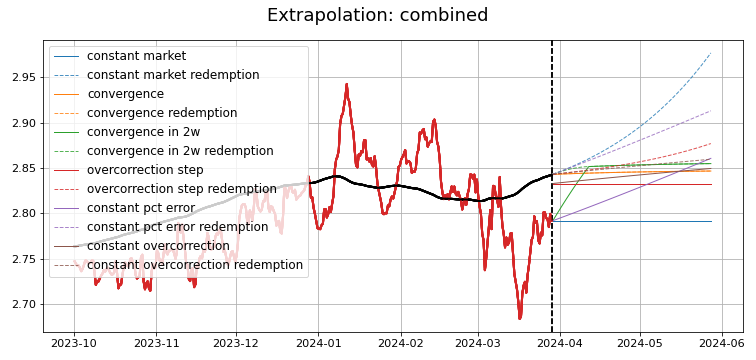 Extrapolation: combined
constant market
constant market redemption
convergence
convergence redemption
convergence in 2w
convergence in 2w redemption
overcorrection step
overcorrection step redemption
constant pct error
constant pct error redemption
constant overcorrection
constant overcorrection redemption
2.95
2.90
2.85
2.80
2.75
2.70
2023-10 2023-11 2023-12 2024-01 2024-02 2024-03 2024-04 2024-05 2024-06